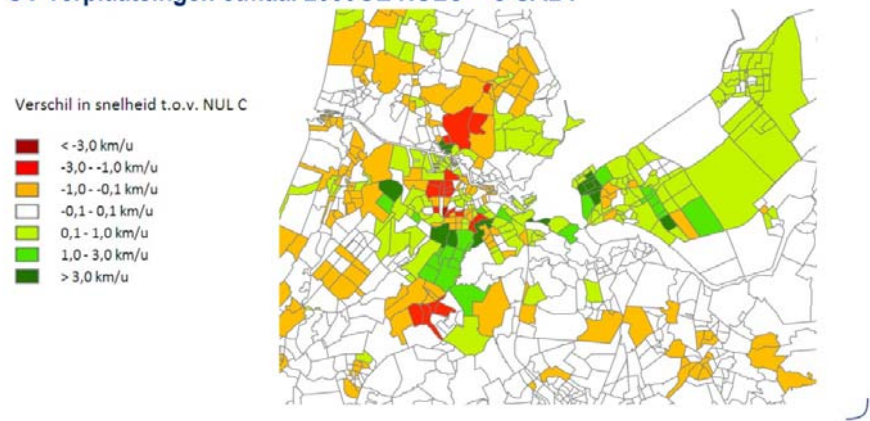 Verschil in snelheid t.o.v. NUL C
< -3,0 km/u
-3,0 - -1,0 km/u
-1,0 - -0,1 km/u
-0,1 - 0,1 km/u
0,1 - 1,0 km/u
1,0 - 3,0 km/u
> 3,0 km/u